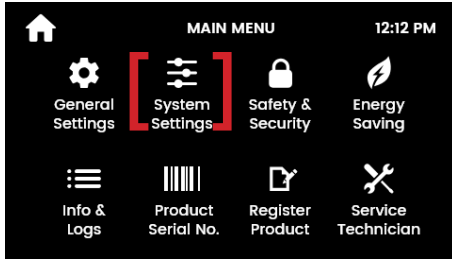 MAIN MENU
12:12 PM
General
Settings
System
Settings
Safety &
Security
Energy
Saving
Info &
Logs
Product
Serial No.
Register
Product
Service
Technician